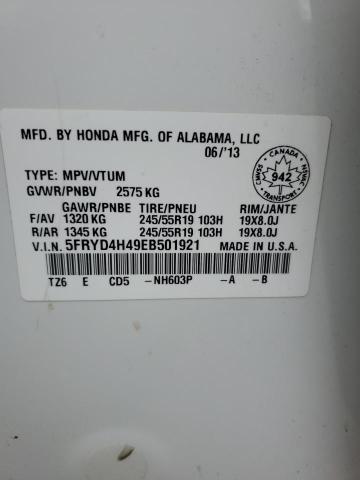 MFD. BY HONDA MFG. OF ALABAMA, LLC
06/'13
TYPE: MPV/VTUM
GVWR/PNBV 2575 KG
GAWR/PNBE TIRE/PNEU RIM/JANTE
F/AV 1320 KG 245/55R19 103H 19X8.0J
R/AR 1345 KG 245/55R19 103H 19X8.0J
V.I.N. 5FRYD4H49EB501921 MADE IN U.S.A.
TZ6 E CD5 -NH603P -A -B
CANADA
CMVSS
942
NSVAC
TRANSPORT